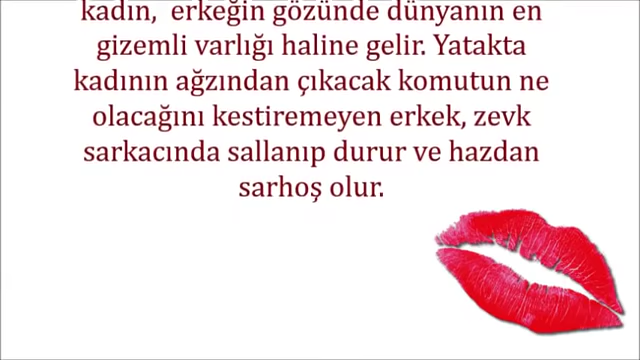 kadın, erkeğin gözünde dünyanın en
gizemli varlığı haline gelir. Yatakta
kadının ağzından çıkacak komutun ne
olacağını kestiremeyen erkek, zevk
sarkacında sallanıp durur ve hazdan
sarhoş olur.